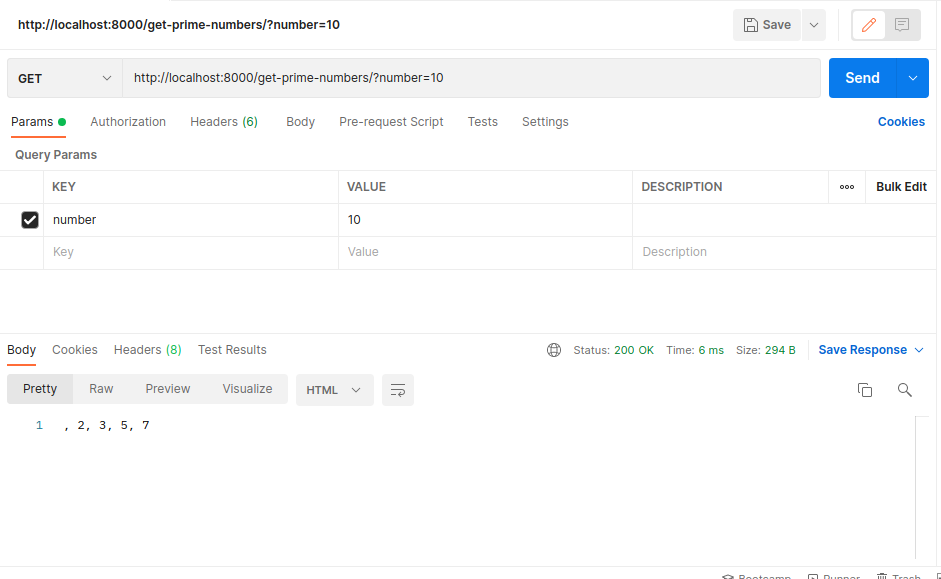 http://localhost:8000/get-prime-numbers/?number=10 Save
GET http://localhost:8000/get-prime-numbers/?number=10 Send
Params Authorization Headers (6) Body Pre-request Script Tests Settings Cookies
Query Params
KEY VALUE DESCRIPTION Bulk Edit
number 10
Key Value Description
Body Cookies Headers (8) Test Results Status: 200 OK Time: 6 ms Size: 294 B Save Response
Pretty Raw Preview Visualize HTML
1 , 2, 3, 5, 7
Bootcamp Runner Trash